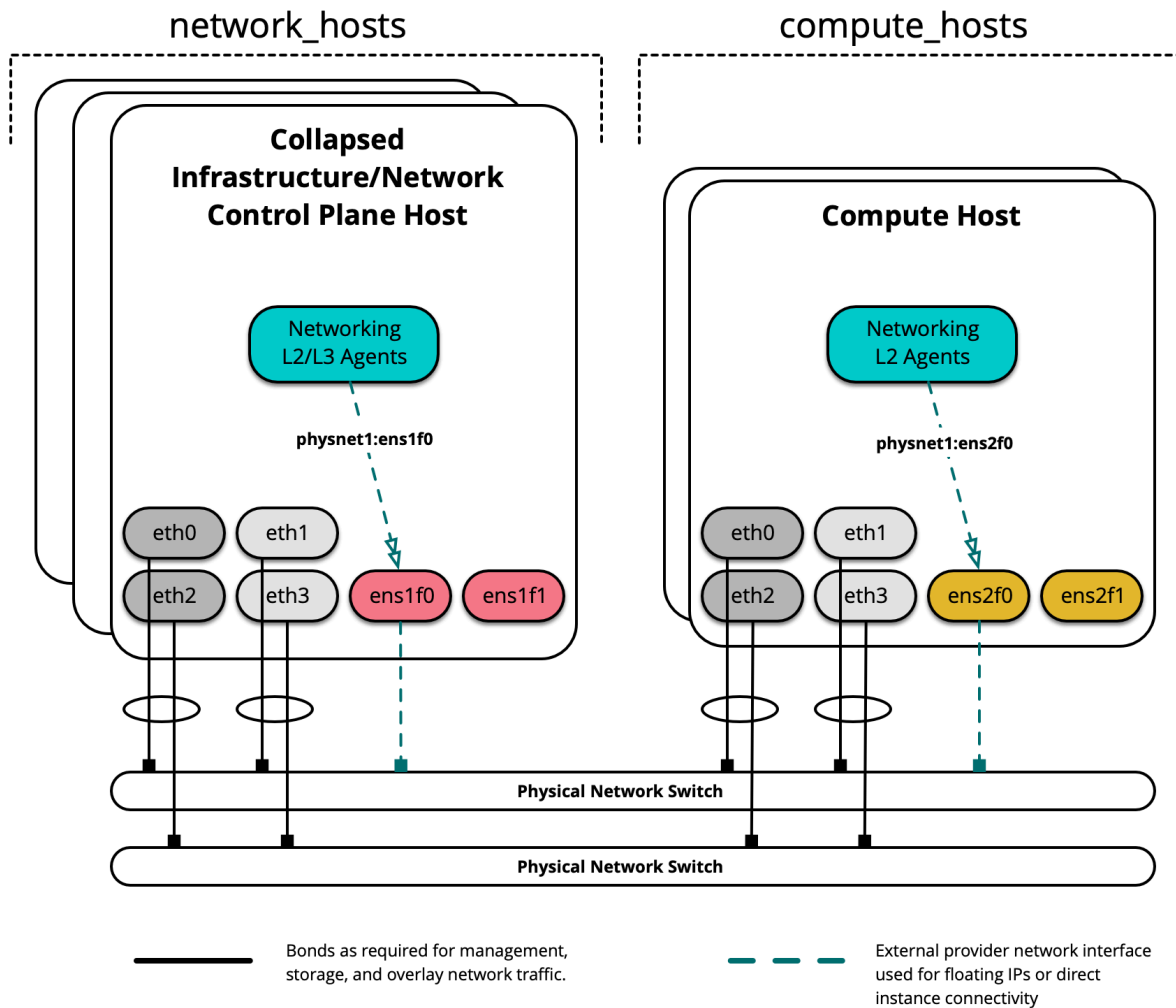 network_hosts
compute_hosts
Collapsed
Infrastructure/Network
Control Plane Host
Compute Host
Networking
L2/L3 Agents
Networking
L2 Agents
physnet1:ens1f0
physnet1:ens2f0
eth0
eth1
eth0
eth1
eth2
eth3
ens1f0
ens1f1
eth2
eth3
ens2f0
ens2f1
Physical Network Switch
Physical Network Switch
Bonds as required for management,
storage, and overlay network traffic.
External provider network interface
used for floating IPs or direct
instance connectivity